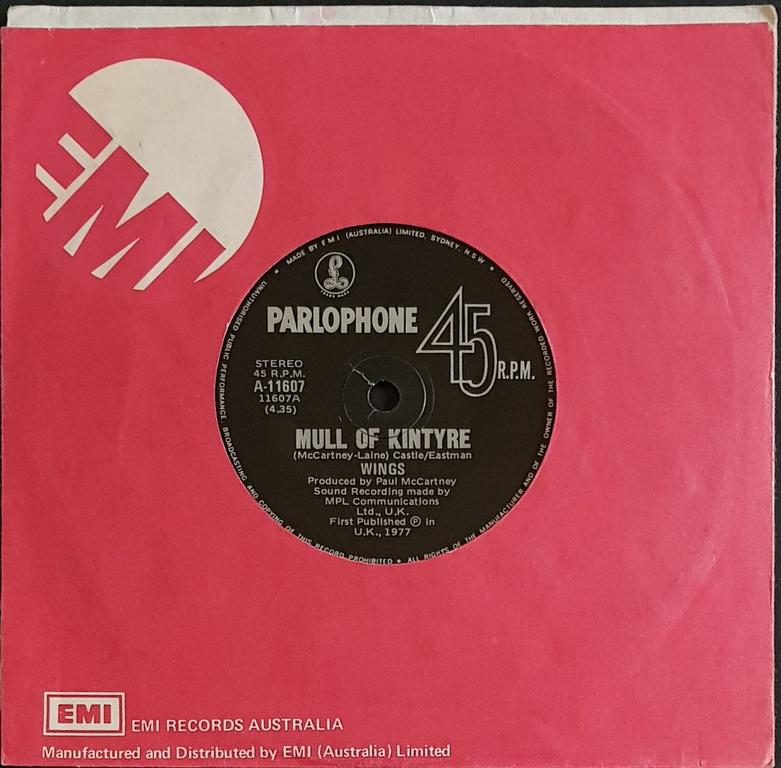 EMI
MADE BY E M I (AUSTRALIA) LIMITED, SYDNEY, N S W •
UNAUTHORISED PUBLIC PERFORMANCE, BROADCASTING AND COPYING OF THIS RECORD PROHIBITED • ALL RIGHTS OF THE MANUFACTURER AND OF THE OWNER OF THE RECORDED WORK RESERVED
£
TRADE MARK
PARLOPHONE
45 R.P.M.
STEREO
45 R.P.M.
A-11607
11607A
(4.35)
MULL OF KINTYRE
(McCartney-Laine) Castle/Eastman
WINGS
Produced by Paul McCartney
Sound Recording made by
MPL Communications
Ltd., U.K.
First Published ℗ in
U.K., 1977
EMI EMI RECORDS AUSTRALIA
Manufactured and Distributed by EMI (Australia) Limited